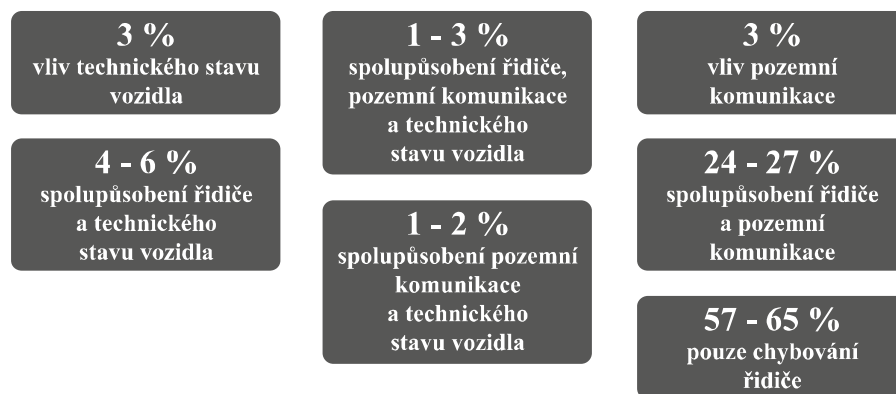 3 %
vliv technického stavu
vozidla
4 - 6 %
spolupůsobení řidiče
a technického
stavu vozidla
1 - 3 %
spolupůsobení řidiče,
pozemní komunikace
a technického
stavu vozidla
1 - 2 %
spolupůsobení pozemní
komunikace
a technického
stavu vozidla
3 %
vliv pozemní
komunikace
24 - 27 %
spolupůsobení řidiče
a pozemní
komunikace
57 - 65 %
pouze chybování
řidiče